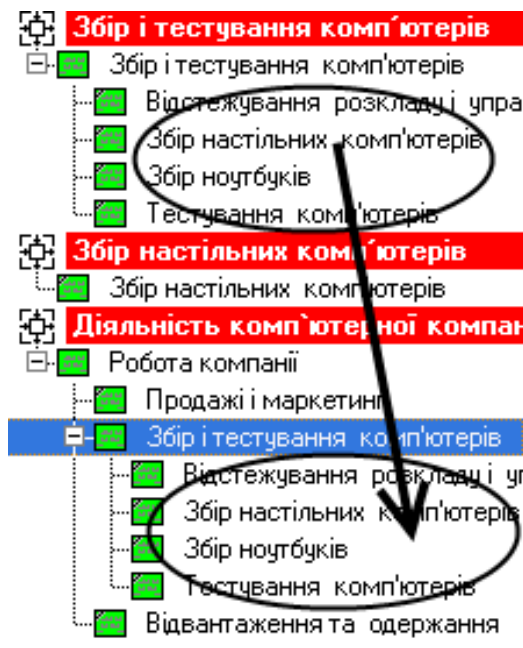 Збір і тестування комп´ютерів
Збір і тестування комп'ютерів
Відстежування розкладу і упра
Збір настільних комп'ютерів
Збір ноутбуків
Тестування комп'ютерів
Збір настільних комп´ютерів
Збір настільних комп'ютерів
Діяльність комп`ютерної компан
Робота компанії
Продажі і маркетинг
Збір і тестування комп'ютерів
Відстежування розкладу і уп
Збір настільних комп'ютерів
Збір ноутбуків
Тестування комп'ютерів
Відвантаження та одержання